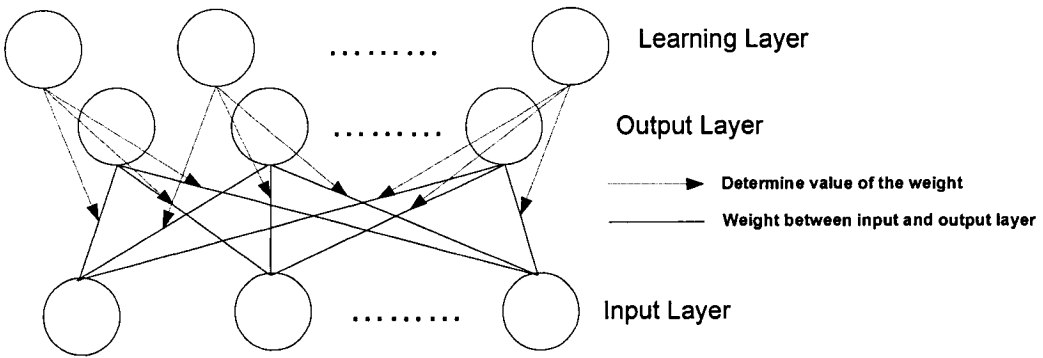 Learning Layer
Output Layer
Determine value of the weight
Weight between input and output layer
Input Layer